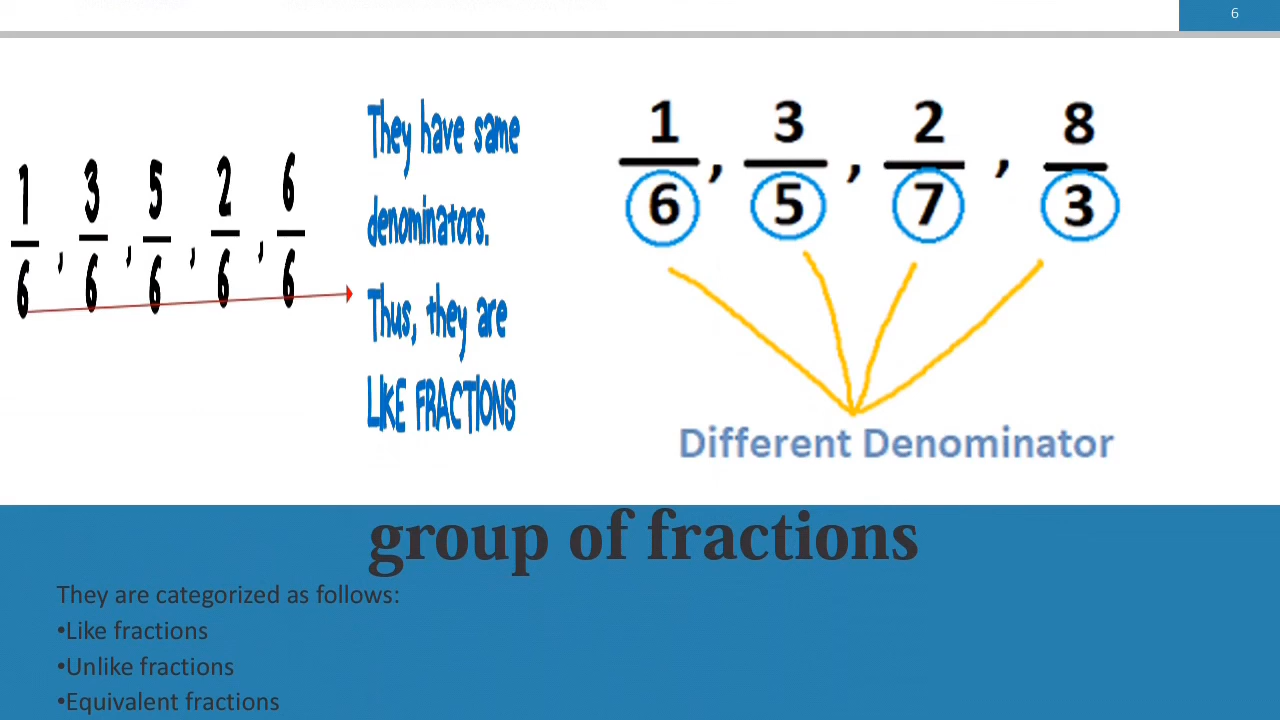 6
1/6, 3/6, 5/6, 2/6, 6/6
They have same
denominators.
Thus, they are
LIKE FRACTIONS
1/6, 3/5, 2/7, 8/3
Different Denominator
group of fractions
They are categorized as follows:
•Like fractions
•Unlike fractions
•Equivalent fractions